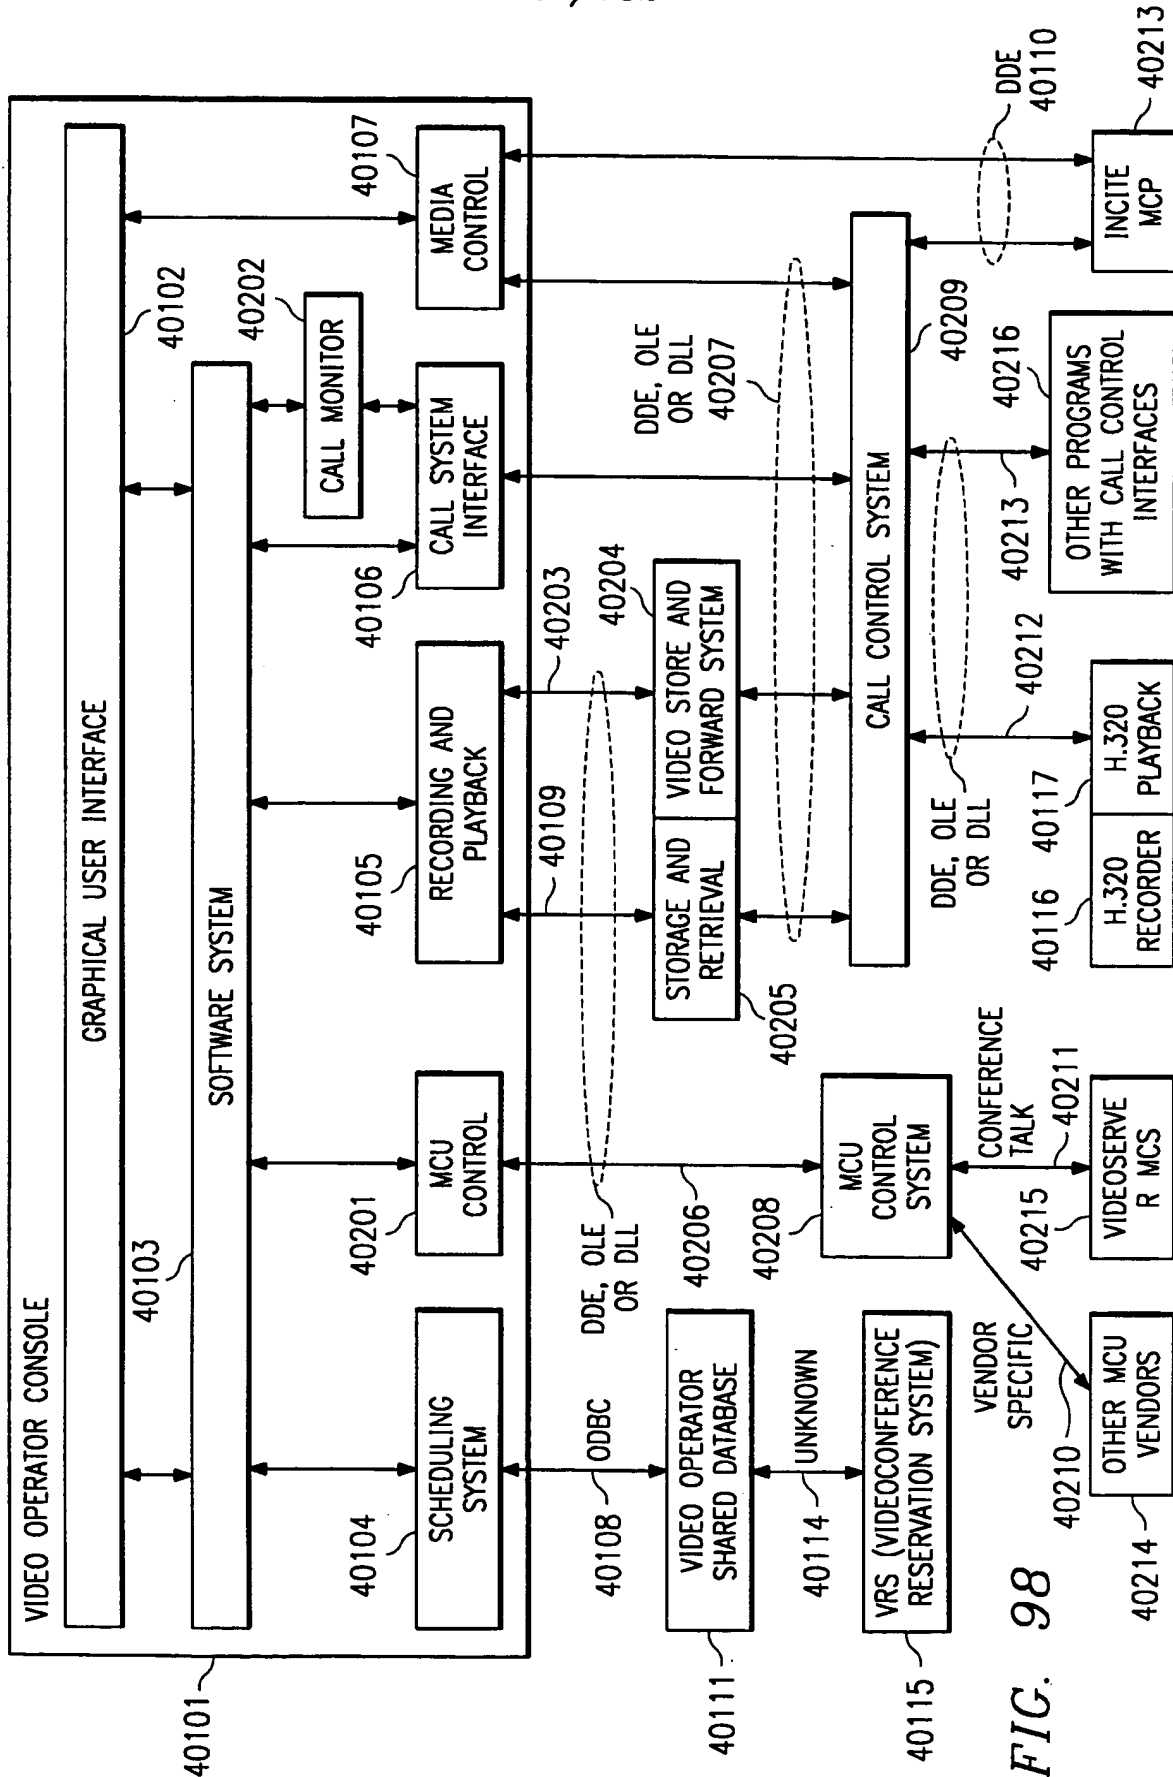 VIDEO OPERATOR CONSOLE
40101
GRAPHICAL USER INTERFACE
40102
40103
SOFTWARE SYSTEM
CALL MONITOR
40202
40104
SCHEDULING
SYSTEM
40201
MCU
CONTROL
40105
RECORDING AND
PLAYBACK
40106
CALL SYSTEM
INTERFACE
MEDIA
CONTROL
40107
40108
ODBC
DDE, OLE
OR DLL
40206
40109
40203
40111
VIDEO OPERATOR
SHARED DATABASE
STORAGE AND
RETRIEVAL
40205
VIDEO STORE AND
FORWARD SYSTEM
40204
DDE, OLE
OR DLL
40207
40114
UNKNOWN
40115
VRS (VIDEOCONFERENCE
RESERVATION SYSTEM)
40208
MCU
CONTROL
SYSTEM
CALL CONTROL SYSTEM
40209
VENDOR
SPECIFIC
40210
CONFERENCE
TALK
40211
DDE, OLE
OR DLL
40212
40213
DDE
40110
40214
OTHER MCU
VENDORS
40215
VIDEOSERVE
R MCS
40116
H.320
RECORDER
40117
H.320
PLAYBACK
OTHER PROGRAMS
WITH CALL CONTROL
INTERFACES
40216
INCITE
MCP
40213
FIG. 98